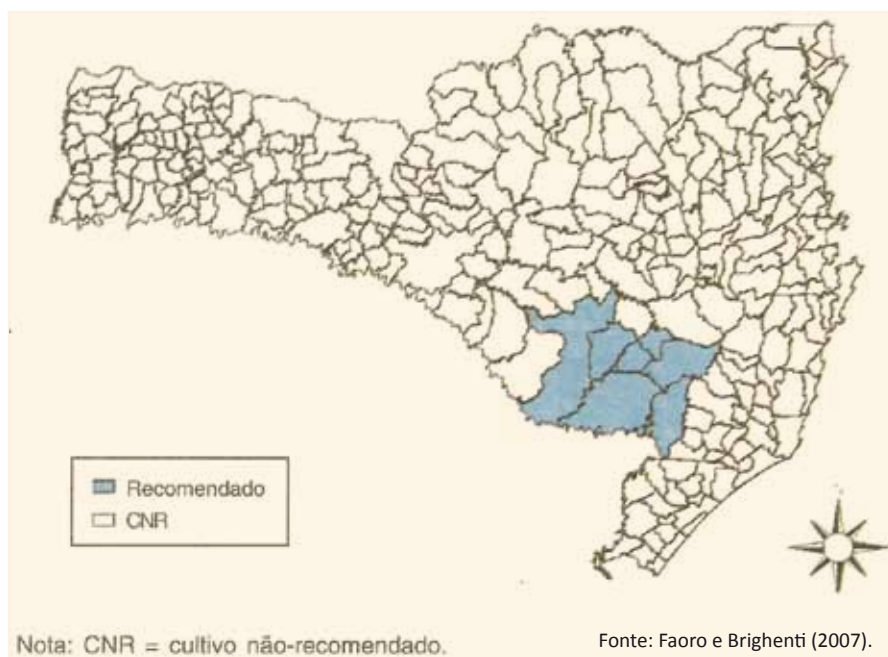 Recomendado
CNR
Nota: CNR = cultivo não-recomendado.
Fonte: Faoro e Brighenti (2007).